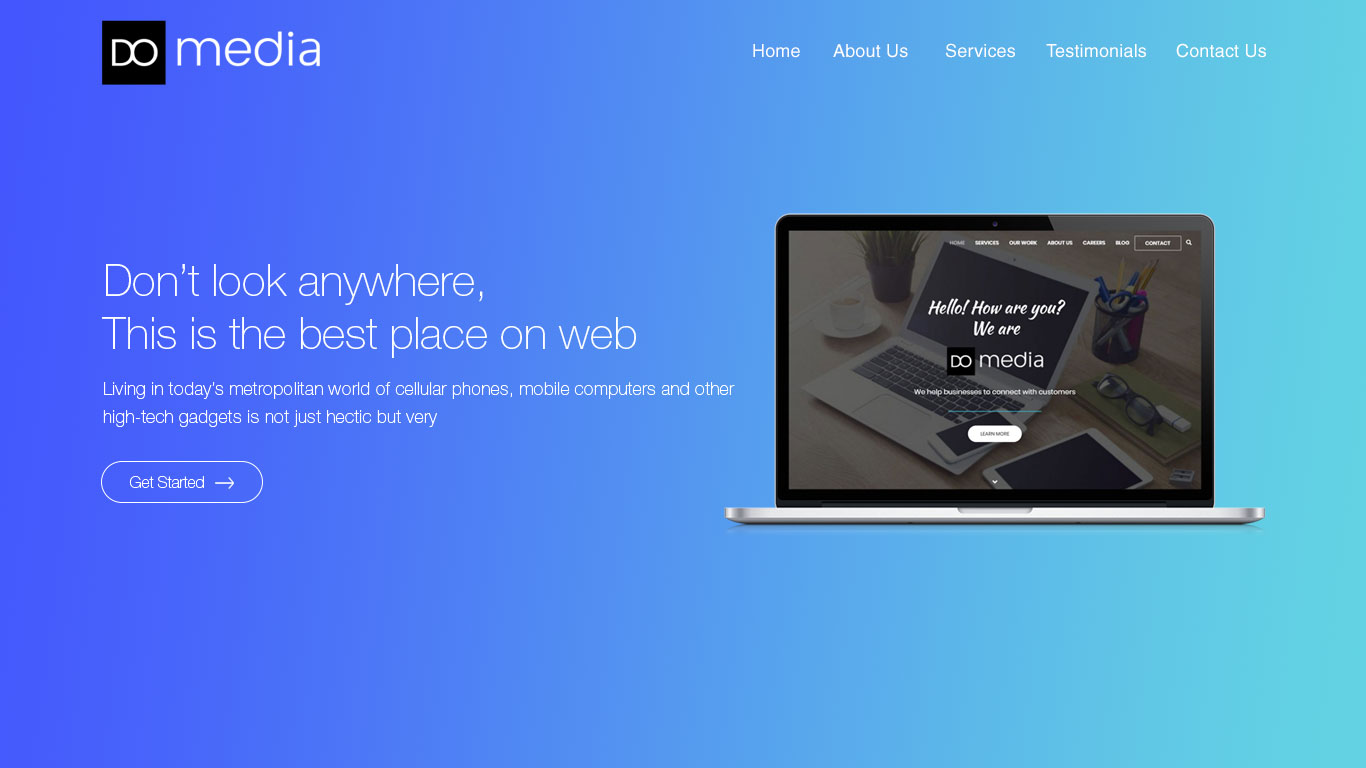 DO media
Home About Us Services Testimonials Contact Us
Don’t look anywhere,
This is the best place on web
Living in today’s metropolitan world of cellular phones, mobile computers and other
high-tech gadgets is not just hectic but very
Get Started
HOME SERVICES OUR WORK ABOUT US CAREERS BLOG CONTACT
Hello! How are you?
We are
DO media
We help businesses to connect with customers
LEARN MORE